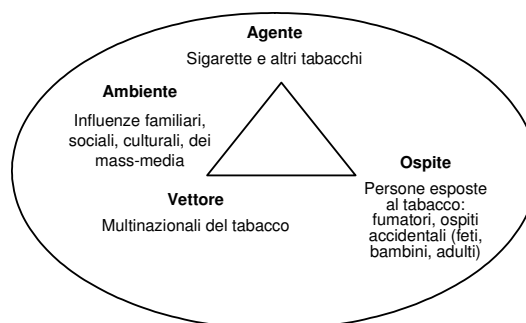 Agente
Sigarette e altri tabacchi
Ambiente
Influenze familiari,
sociali, culturali, dei
mass-media
Ospite
Persone esposte
al tabacco:
fumatori, ospiti
accidentali (feti,
bambini, adulti)
Vettore
Multinazionali del tabacco